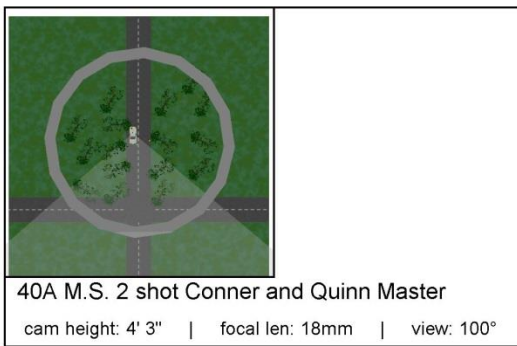 40A M.S. 2 shot Conner and Quinn Master
cam height: 4' 3" | focal len: 18mm | view: 100°